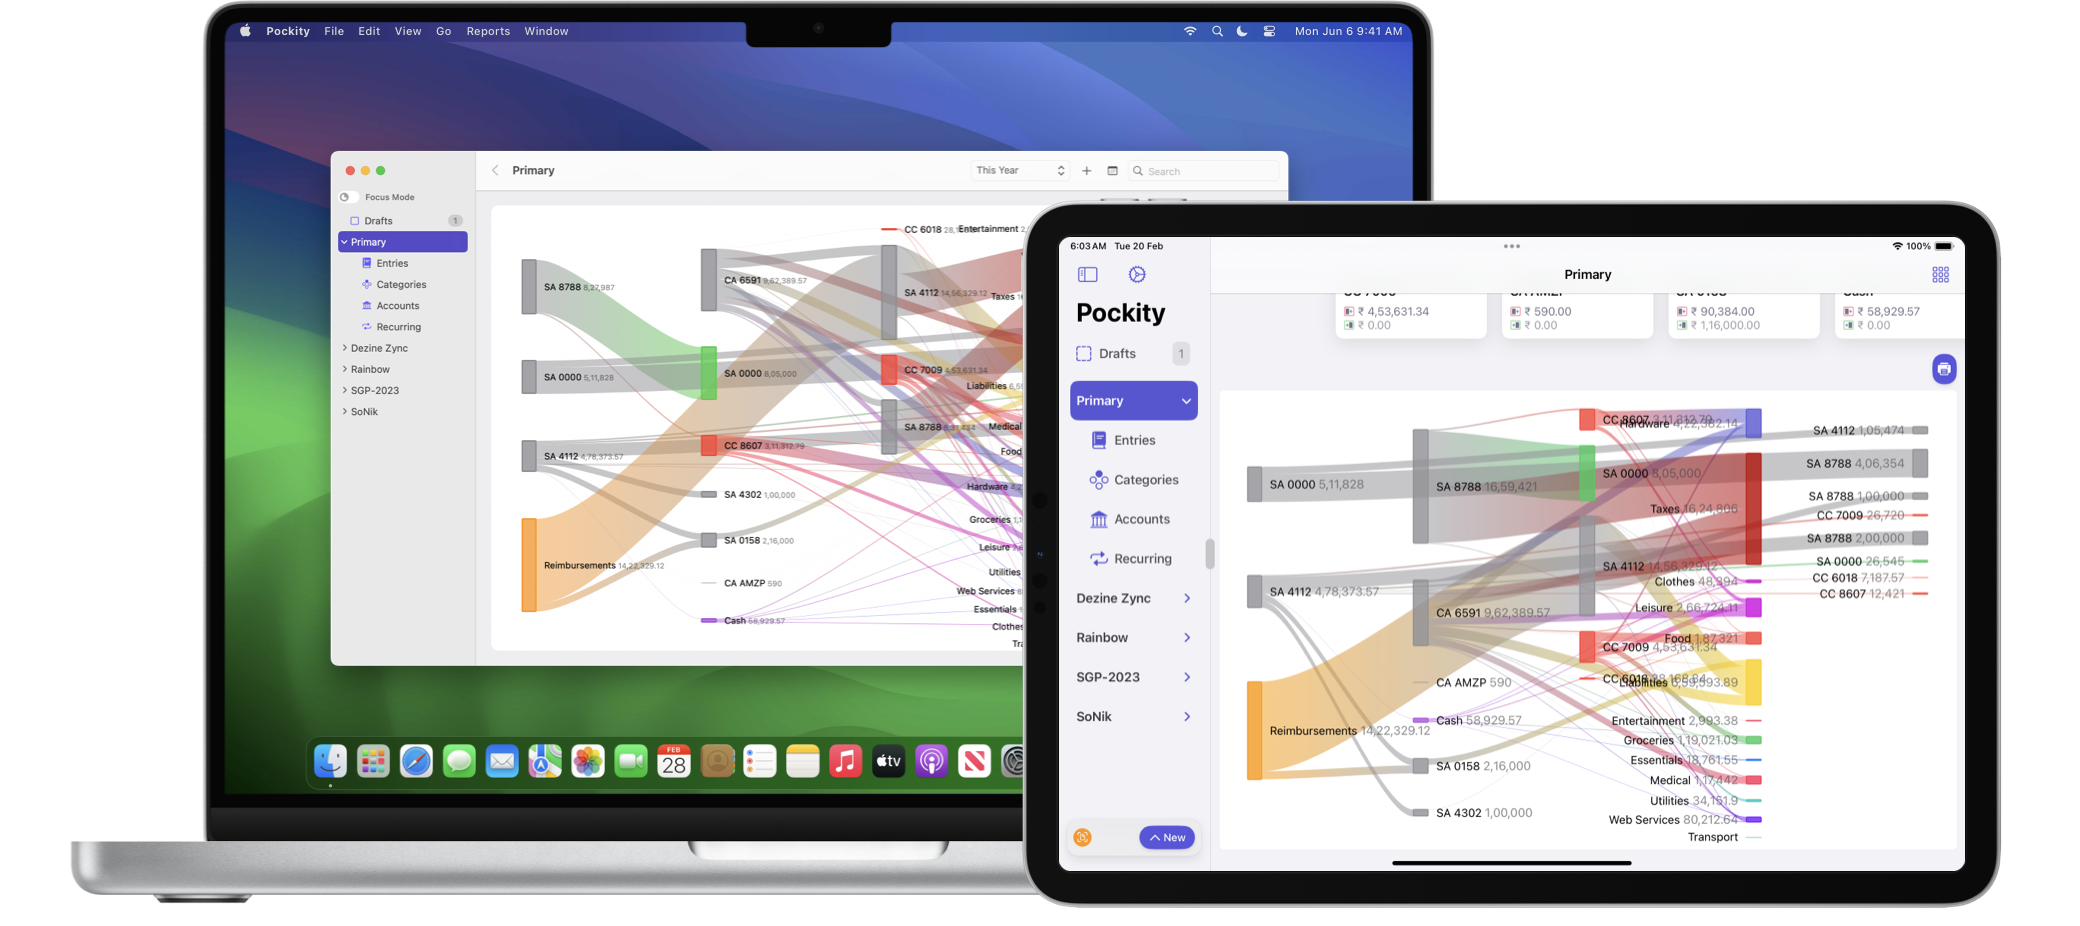 Pockity File Edit View Go Reports Window
Mon Jun 6 9:41 AM
Primary
This Year
Search
Focus Mode
Drafts 1
Primary
Entries
Categories
Accounts
Recurring
Dezine Zync
Rainbow
SGP-2023
SoNik
SA 8788 8,27,987
SA 0000 5,11,828
SA 4112 4,78,373.57
Reimbursements 14,22,329.12
CA 6591 9,62,389.57
SA 0000 8,05,000
CC 8607 3,11,312.79
SA 4302 1,00,000
SA 0158 2,16,000
CA AMZP 590
Cash 58,929.57
CC 6018
SA 4112 14,56,329.12
CC 7009 4,53,631.34
SA 8788
Entertainment
Taxes
Liabilities
Medical
Food
Hardware
Groceries
Leisure
Utilities
Web Services
Essentials
Clothes
FEB
28
tv
6:03 AM Tue 20 Feb
100%
Pockity
Drafts 1
Primary
Entries
Categories
Accounts
Recurring
Dezine Zync
Rainbow
SGP-2023
SoNik
New
Primary
₹ 4,53,631.34
₹ 0.00
₹ 590.00
₹ 0.00
₹ 90,384.00
₹ 1,16,000.00
₹ 58,929.57
₹ 0.00
SA 0000 5,11,828
SA 4112 4,78,373.57
Reimbursements 14,22,329.12
SA 8788 16,59,421
CA 6591 9,62,389.57
CA AMZP 590
Cash 58,929.57
SA 0158 2,16,000
SA 4302 1,00,000
CC 8607 3,11,312.79
Hardware 4,22,382.14
SA 0000 8,05,000
Taxes 16,24,806
SA 4112 14,56,329.12
Clothes 48,394
Leisure 2,66,724.11
Food 1,87,321
CC 7009 4,53,631.34
CC 6018
Liabilities 6,59,593.89
Entertainment 2,993.38
Groceries 1,19,021.03
Essentials 18,761.55
Medical 1,17,442
Utilities 34,151.9
Web Services 80,212.64
Transport
SA 4112 1,05,474
SA 8788 4,06,354
SA 8788 1,00,000
CC 7009 26,720
SA 8788 2,00,000
SA 0000 26,545
CC 6018 7,187.57
CC 8607 12,421